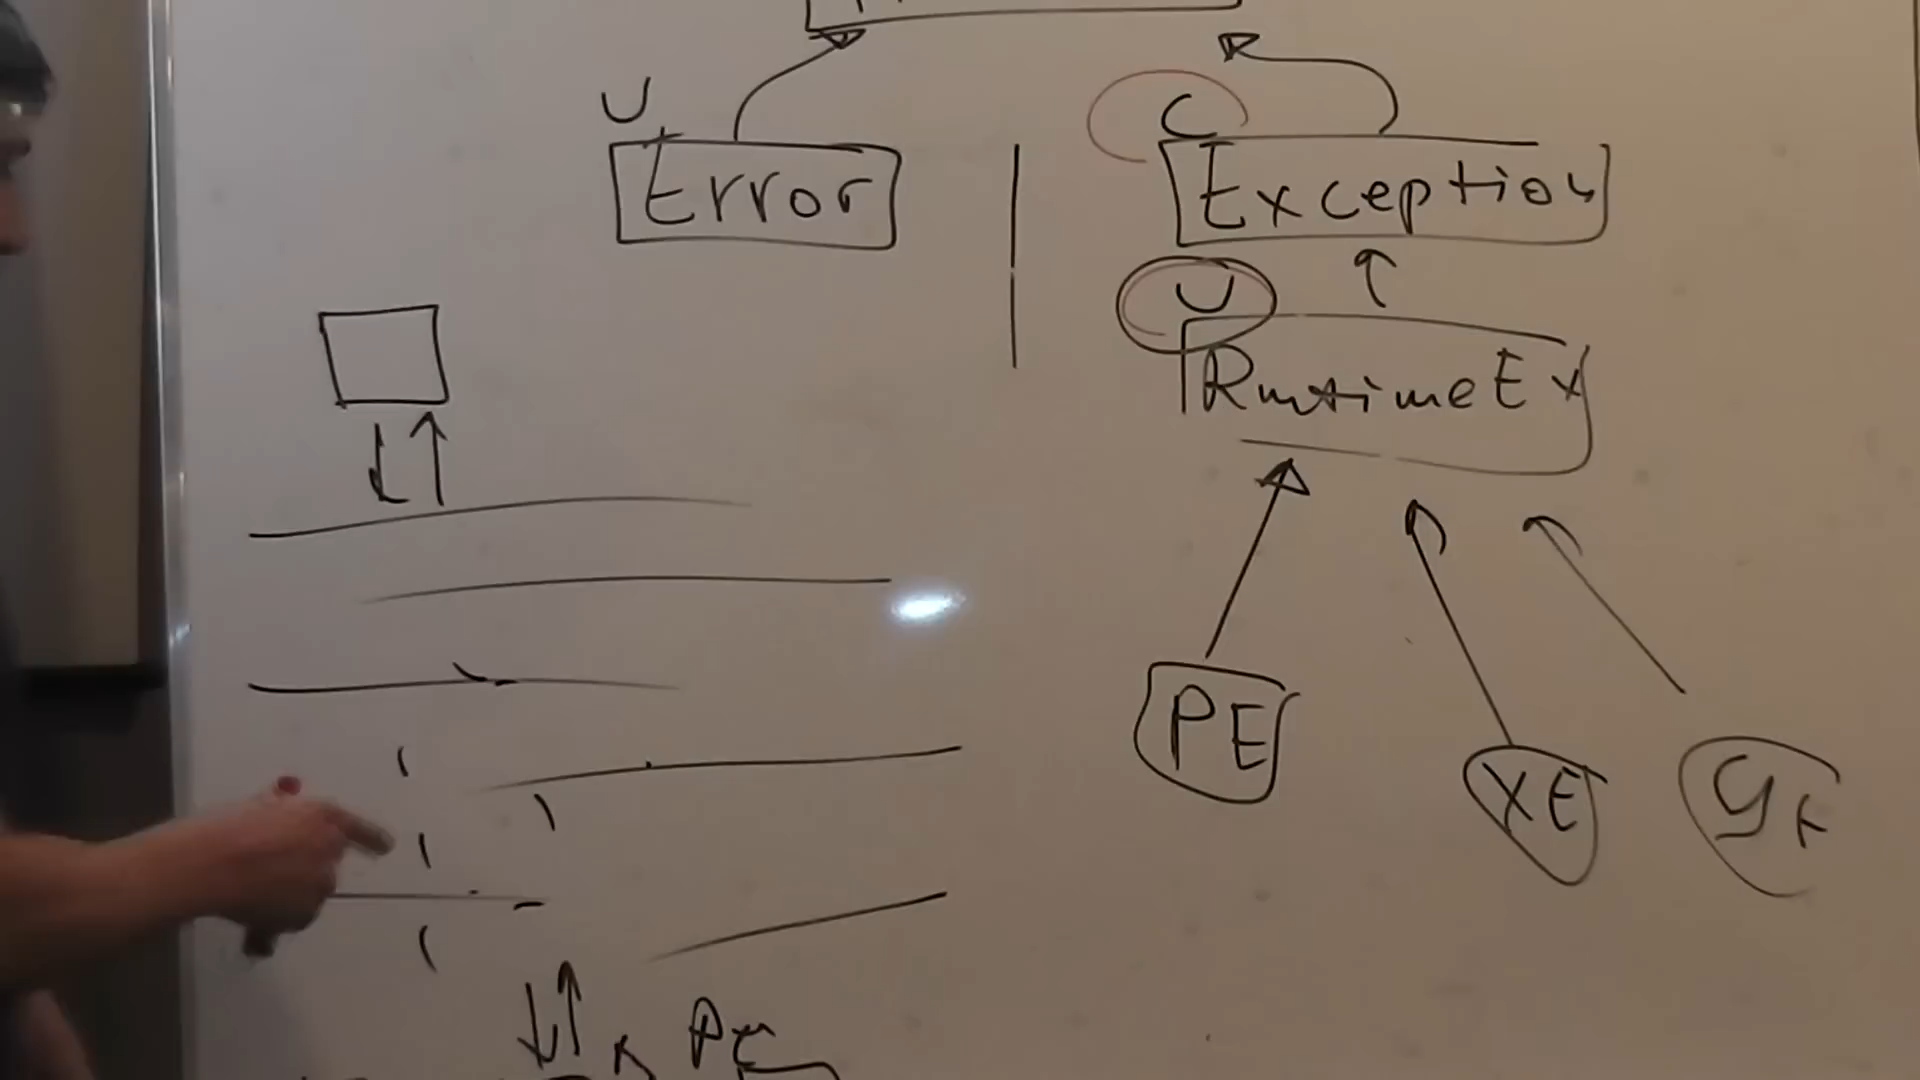 U
C
Error
Exception
U
RuntimeEx
PE
XE
YE
PE